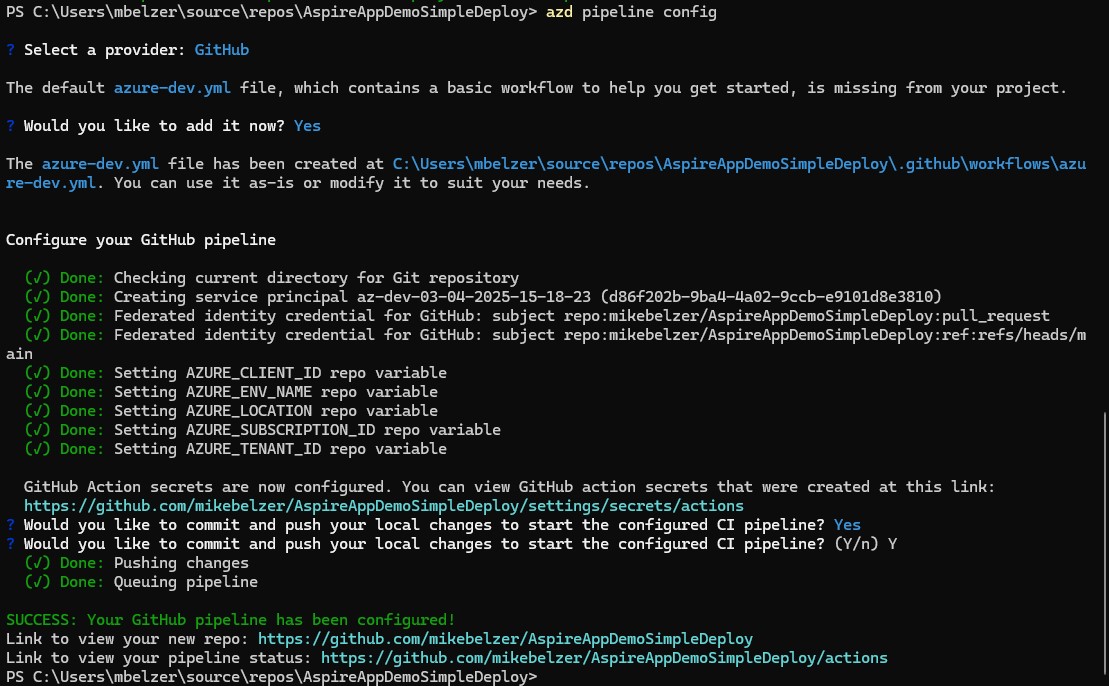 PS C:\Users\mbelzer\source\repos\AspireAppDemoSimpleDeploy> azd pipeline config
? Select a provider: GitHub
The default azure-dev.yml file, which contains a basic workflow to help you get started, is missing from your project.
? Would you like to add it now? Yes
The azure-dev.yml file has been created at C:\Users\mbelzer\source\repos\AspireAppDemoSimpleDeploy\.github\workflows\azu
re-dev.yml. You can use it as-is or modify it to suit your needs.
Configure your GitHub pipeline
(√) Done: Checking current directory for Git repository
(√) Done: Creating service principal az-dev-03-04-2025-15-18-23 (d86f202b-9ba4-4a02-9ccb-e9101d8e3810)
(√) Done: Federated identity credential for GitHub: subject repo:mikebelzer/AspireAppDemoSimpleDeploy:pull_request
(√) Done: Federated identity credential for GitHub: subject repo:mikebelzer/AspireAppDemoSimpleDeploy:ref:refs/heads/m
ain
(√) Done: Setting AZURE_CLIENT_ID repo variable
(√) Done: Setting AZURE_ENV_NAME repo variable
(√) Done: Setting AZURE_LOCATION repo variable
(√) Done: Setting AZURE_SUBSCRIPTION_ID repo variable
(√) Done: Setting AZURE_TENANT_ID repo variable
GitHub Action secrets are now configured. You can view GitHub action secrets that were created at this link:
https://github.com/mikebelzer/AspireAppDemoSimpleDeploy/settings/secrets/actions
? Would you like to commit and push your local changes to start the configured CI pipeline? Yes
? Would you like to commit and push your local changes to start the configured CI pipeline? (Y/n) Y
(√) Done: Pushing changes
(√) Done: Queuing pipeline
SUCCESS: Your GitHub pipeline has been configured!
Link to view your new repo: https://github.com/mikebelzer/AspireAppDemoSimpleDeploy
Link to view your pipeline status: https://github.com/mikebelzer/AspireAppDemoSimpleDeploy/actions
PS C:\Users\mbelzer\source\repos\AspireAppDemoSimpleDeploy>